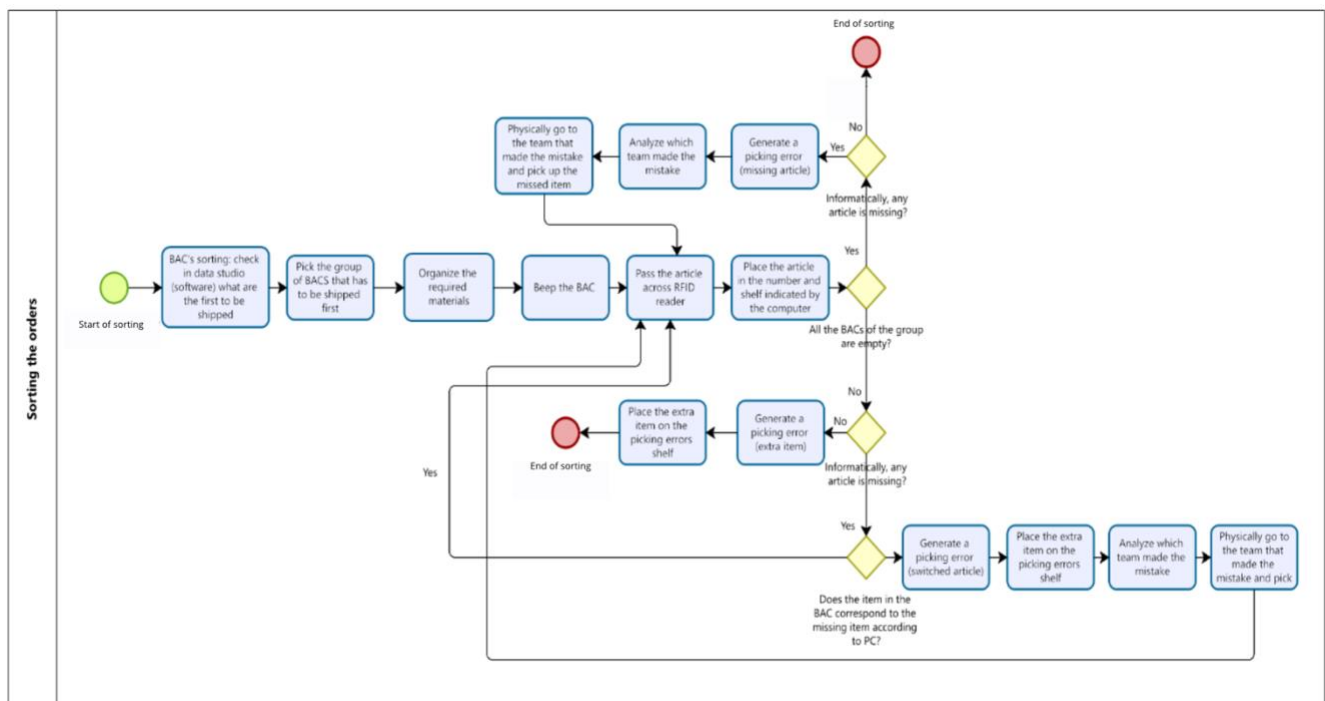 Sorting the orders
End of sorting
Physically go to
the team that
made the mistake
and pick up the
missed item
Analyze which
team made the
mistake
Generate a
picking error
(missing article)
Yes
No
Informatically, any
article is missing?
Start of sorting
BAC's sorting: check
in data studio
(software) what are
the first to be
shipped
Pick the group
of BACS that has
to be shipped
first
Organize the
required
materials
Beep the BAC
Pass the article
across RFID
reader
Place the article
in the number and
shelf indicated by
the computer
Yes
All the BACs of the group
are empty?
No
End of sorting
Place the extra
item on the
picking errors
shelf
Generate a
picking error
(extra item)
No
Informatically, any
article is missing?
Yes
Yes
Does the item in the
BAC correspond to the
missing item according
to PC?
Generate a
picking error
(switched article)
Place the extra
item on the
picking errors
shelf
Analyze which
team made the
mistake
Physically go to
the team that
made the
mistake and pick